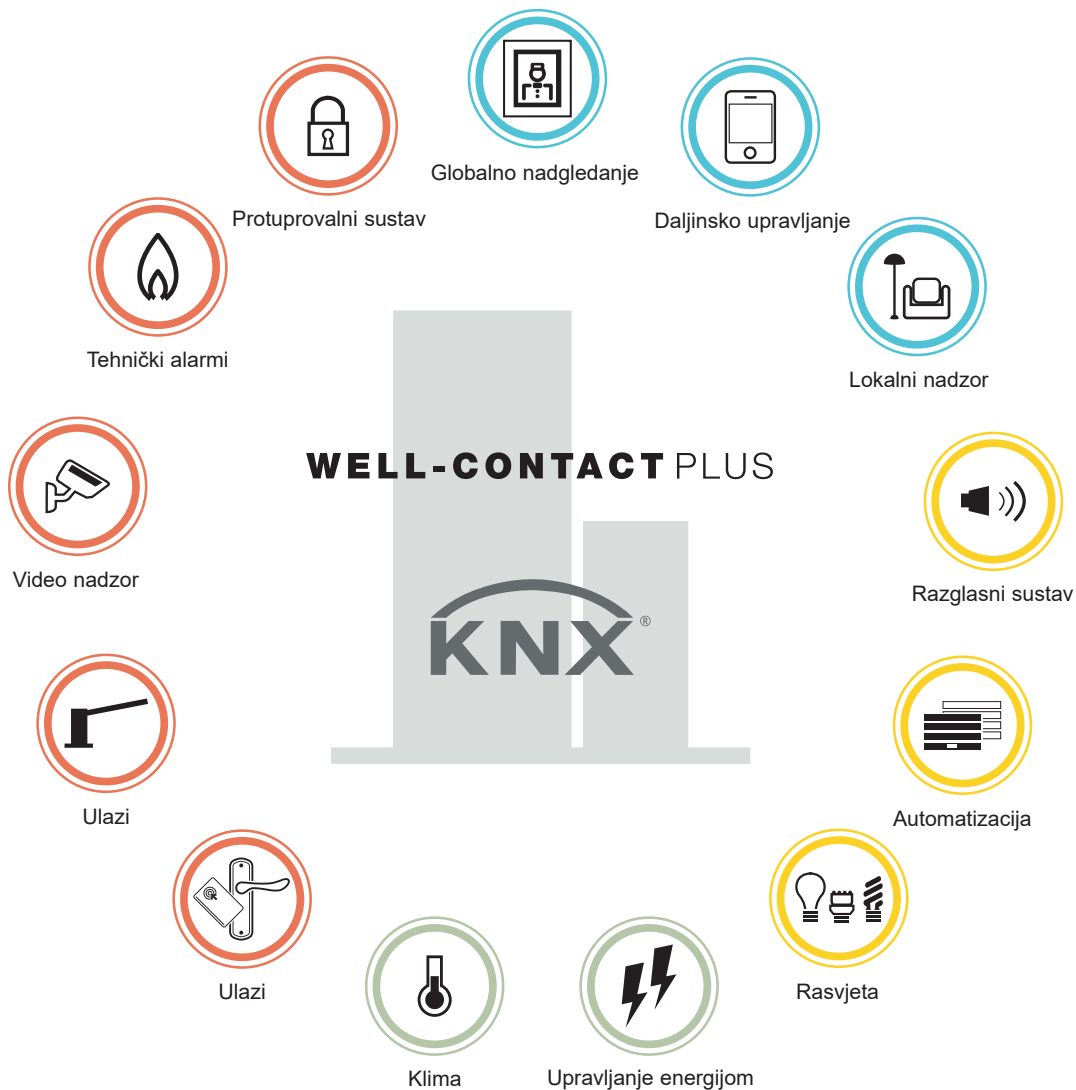 Globalno nadgledanje
Protuprovalni sustav
Daljinsko upravljanje
Tehnički alarmi
Lokalni nadzor
WELL-CONTACT PLUS
Video nadzor
Razglasni sustav
KNX®
Ulazi
Automatizacija
Ulazi
Rasvjeta
Klima
Upravljanje energijom